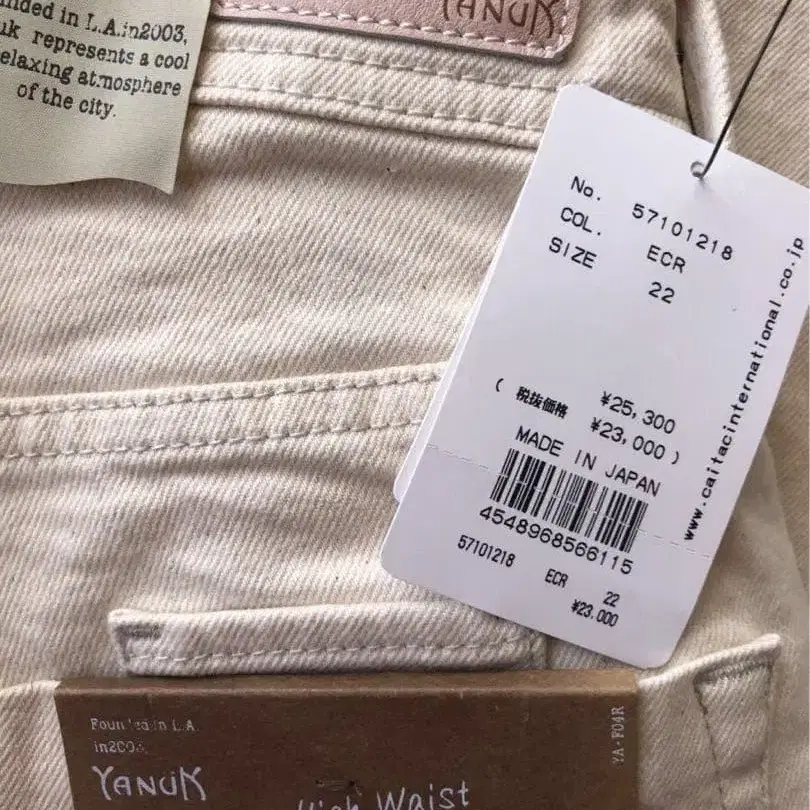 nded in L.A.in2003,
uk represents a cool
elaxing atmosphere
of the city.
YANUK
No. 57101218
COL. ECR
SIZE 22
¥25,300
( 税抜価格 ¥23,000 )
MADE IN JAPAN
4548968566115
57101218 ECR 22
¥23,000
www.caitacinternational.co.jp
Founded in L.A.
in2003.
YANUK
High Waist
YA-F04R